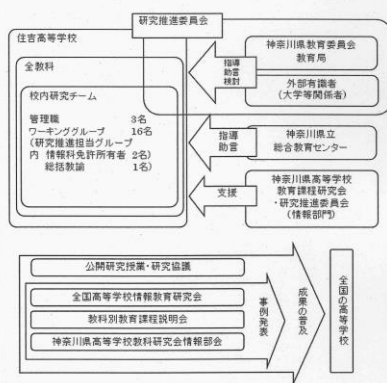 研究推進委員会
住吉高等学校
全教科
校内研究チーム
管理職 3名
ワーキンググループ 16名
(研究推進担当グループ
内 情報科免許所有者 2名)
総括教諭 1名)
指導
助言
検討
神奈川県教育委員会
教育局
外部有識者
(大学等関係者)
指導
助言
神奈川県立
総合教育センター
支援
神奈川県高等学校
教育課程研究会
・研究推進委員会
(情報部門)
公開研究授業・研究協議
全国高等学校情報教育研究会
教科別教育課程説明会
神奈川県高等学校教科研究会情報部会
事例発表
成果の普及
全国の高等学校